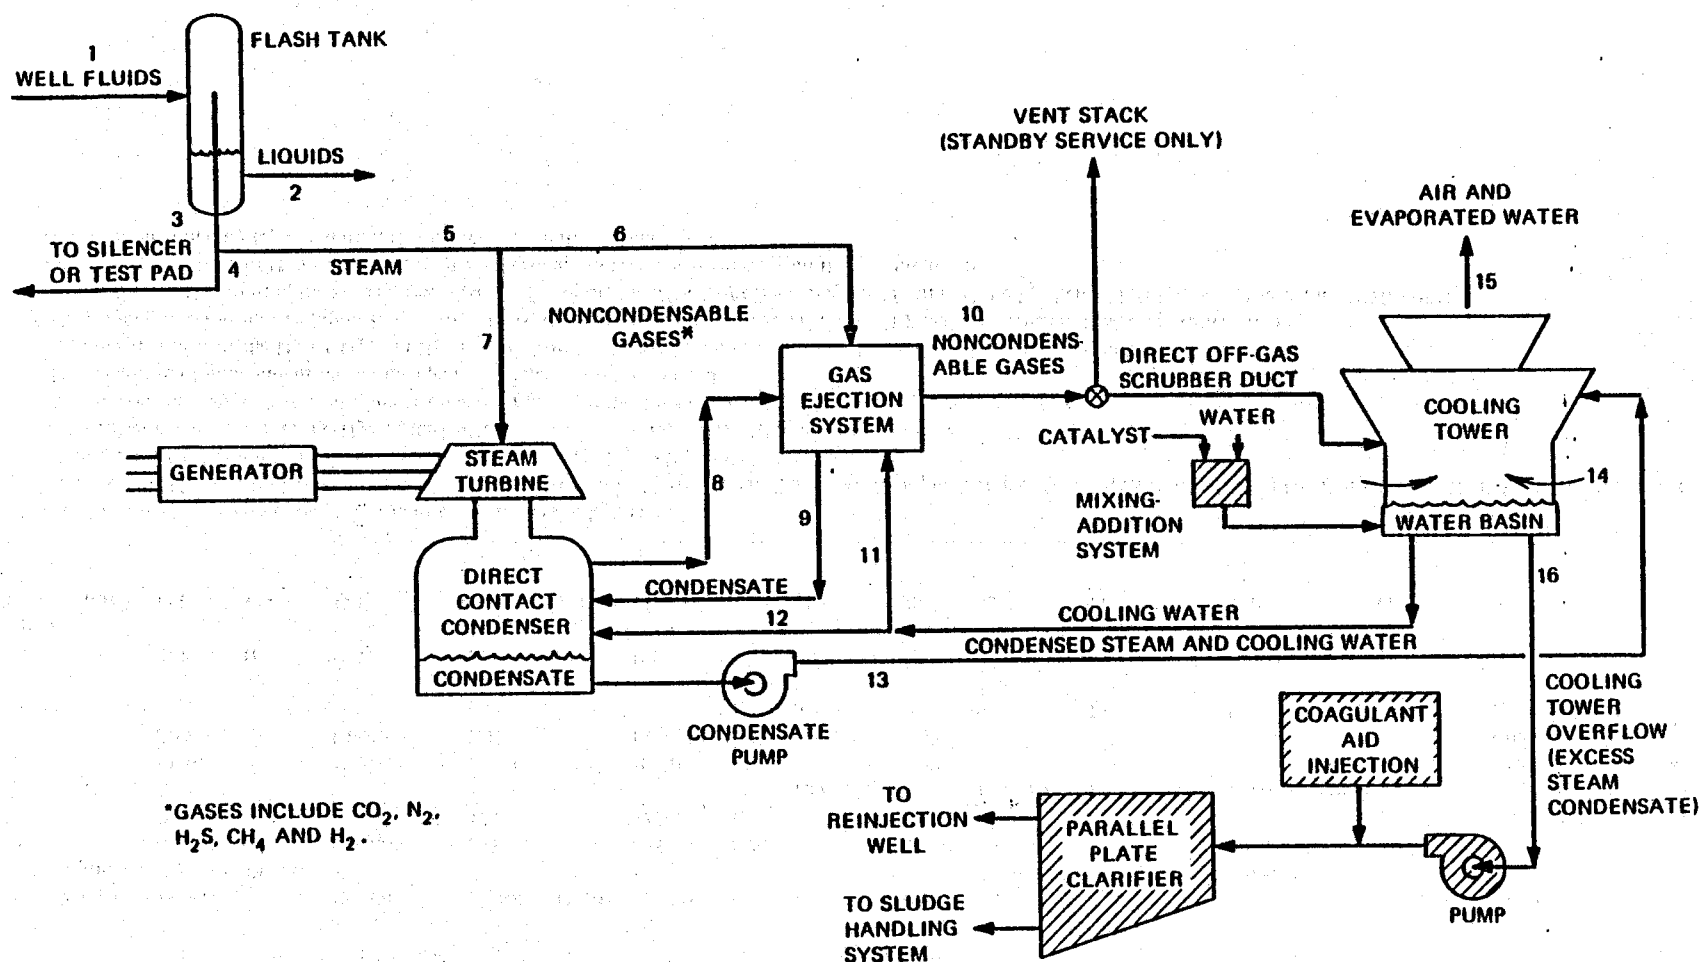 FLASH TANK
1
WELL FLUIDS
LIQUIDS
2
3
TO SILENCER
OR TEST PAD
4
5
STEAM
6
7
NONCONDENSABLE
GASES*
GAS
EJECTION
SYSTEM
10
NONCONDENS-
ABLE GASES
VENT STACK
(STANDBY SERVICE ONLY)
DIRECT OFF-GAS
SCRUBBER DUCT
AIR AND
EVAPORATED WATER
15
COOLING
TOWER
14
WATER BASIN
CATALYST
WATER
MIXING-
ADDITION
SYSTEM
GENERATOR
STEAM
TURBINE
8
9
11
DIRECT
CONTACT
CONDENSER
CONDENSATE
CONDENSATE
12
COOLING WATER
CONDENSED STEAM AND COOLING WATER
13
CONDENSATE
PUMP
16
COOLING
TOWER
OVERFLOW
(EXCESS
STEAM
CONDENSATE)
COAGULANT
AID
INJECTION
PUMP
PARALLEL
PLATE
CLARIFIER
TO
REINJECTION
WELL
TO SLUDGE
HANDLING
SYSTEM
*GASES INCLUDE CO2, N2,
H2S, CH4 AND H2.